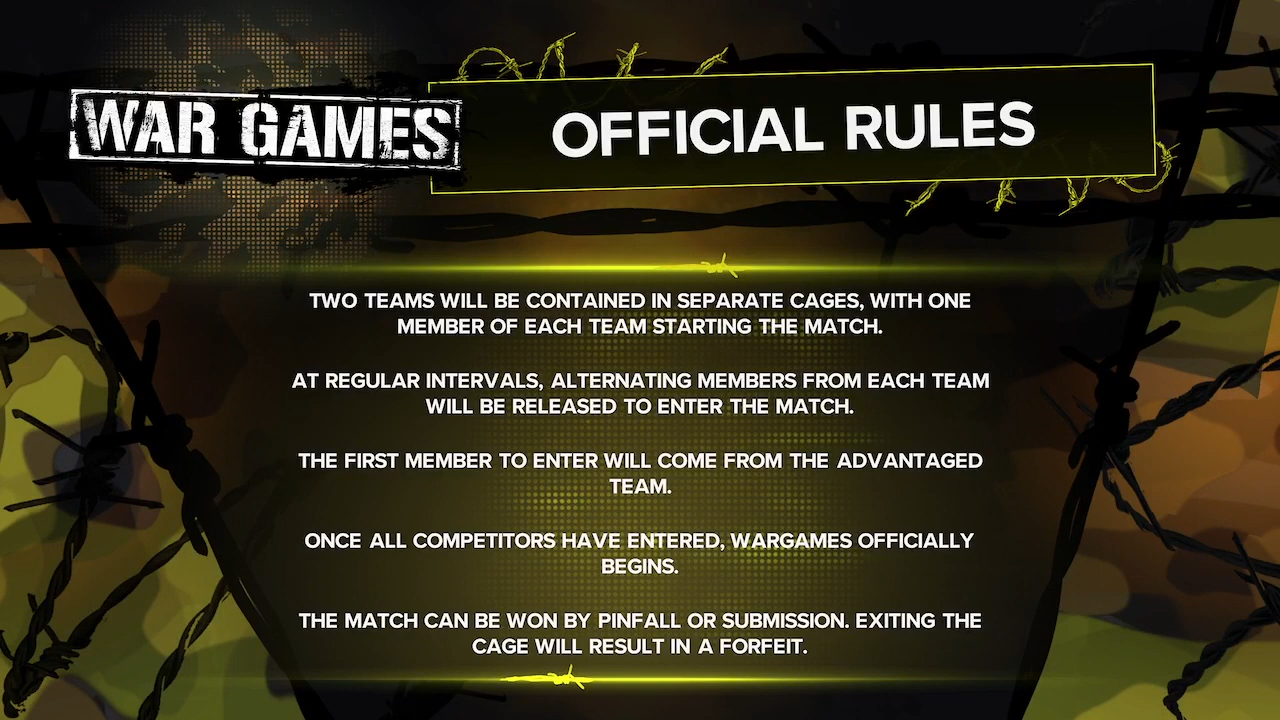 WAR GAMES
OFFICIAL RULES
TWO TEAMS WILL BE CONTAINED IN SEPARATE CAGES, WITH ONE
MEMBER OF EACH TEAM STARTING THE MATCH.
AT REGULAR INTERVALS, ALTERNATING MEMBERS FROM EACH TEAM
WILL BE RELEASED TO ENTER THE MATCH.
THE FIRST MEMBER TO ENTER WILL COME FROM THE ADVANTAGED
TEAM.
ONCE ALL COMPETITORS HAVE ENTERED, WARGAMES OFFICIALLY
BEGINS.
THE MATCH CAN BE WON BY PINFALL OR SUBMISSION. EXITING THE
CAGE WILL RESULT IN A FORFEIT.